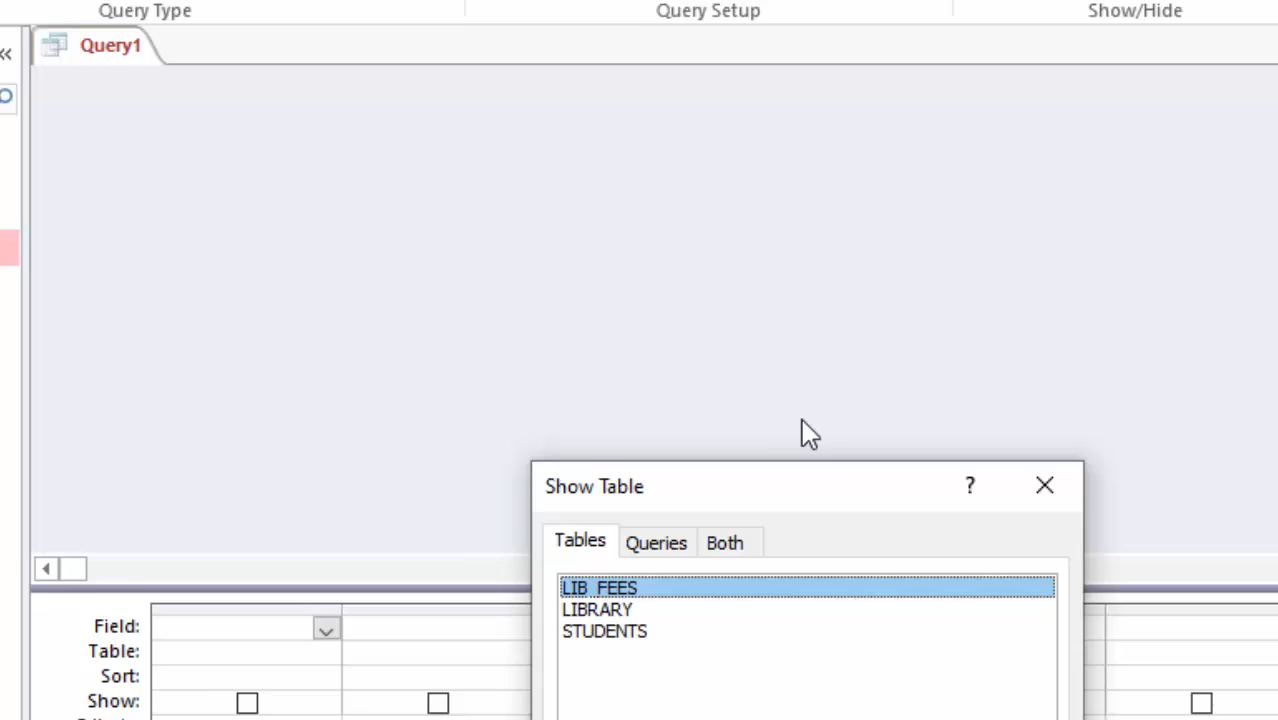 Query Type Query Setup Show/Hide
Query1
Show Table ?
Tables Queries Both
LIB_FEES
LIBRARY
STUDENTS
Field:
Table:
Sort:
Show: